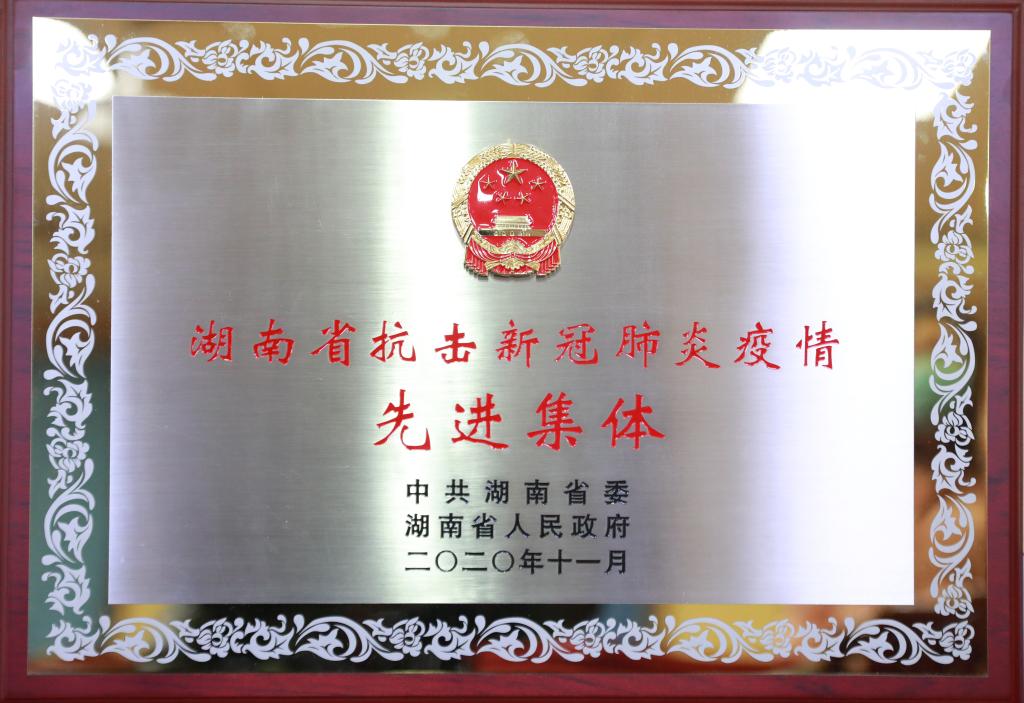 湖南省抗击新冠肺炎疫情
先进集体
中共湖南省委
湖南省人民政府
二〇二〇年十一月